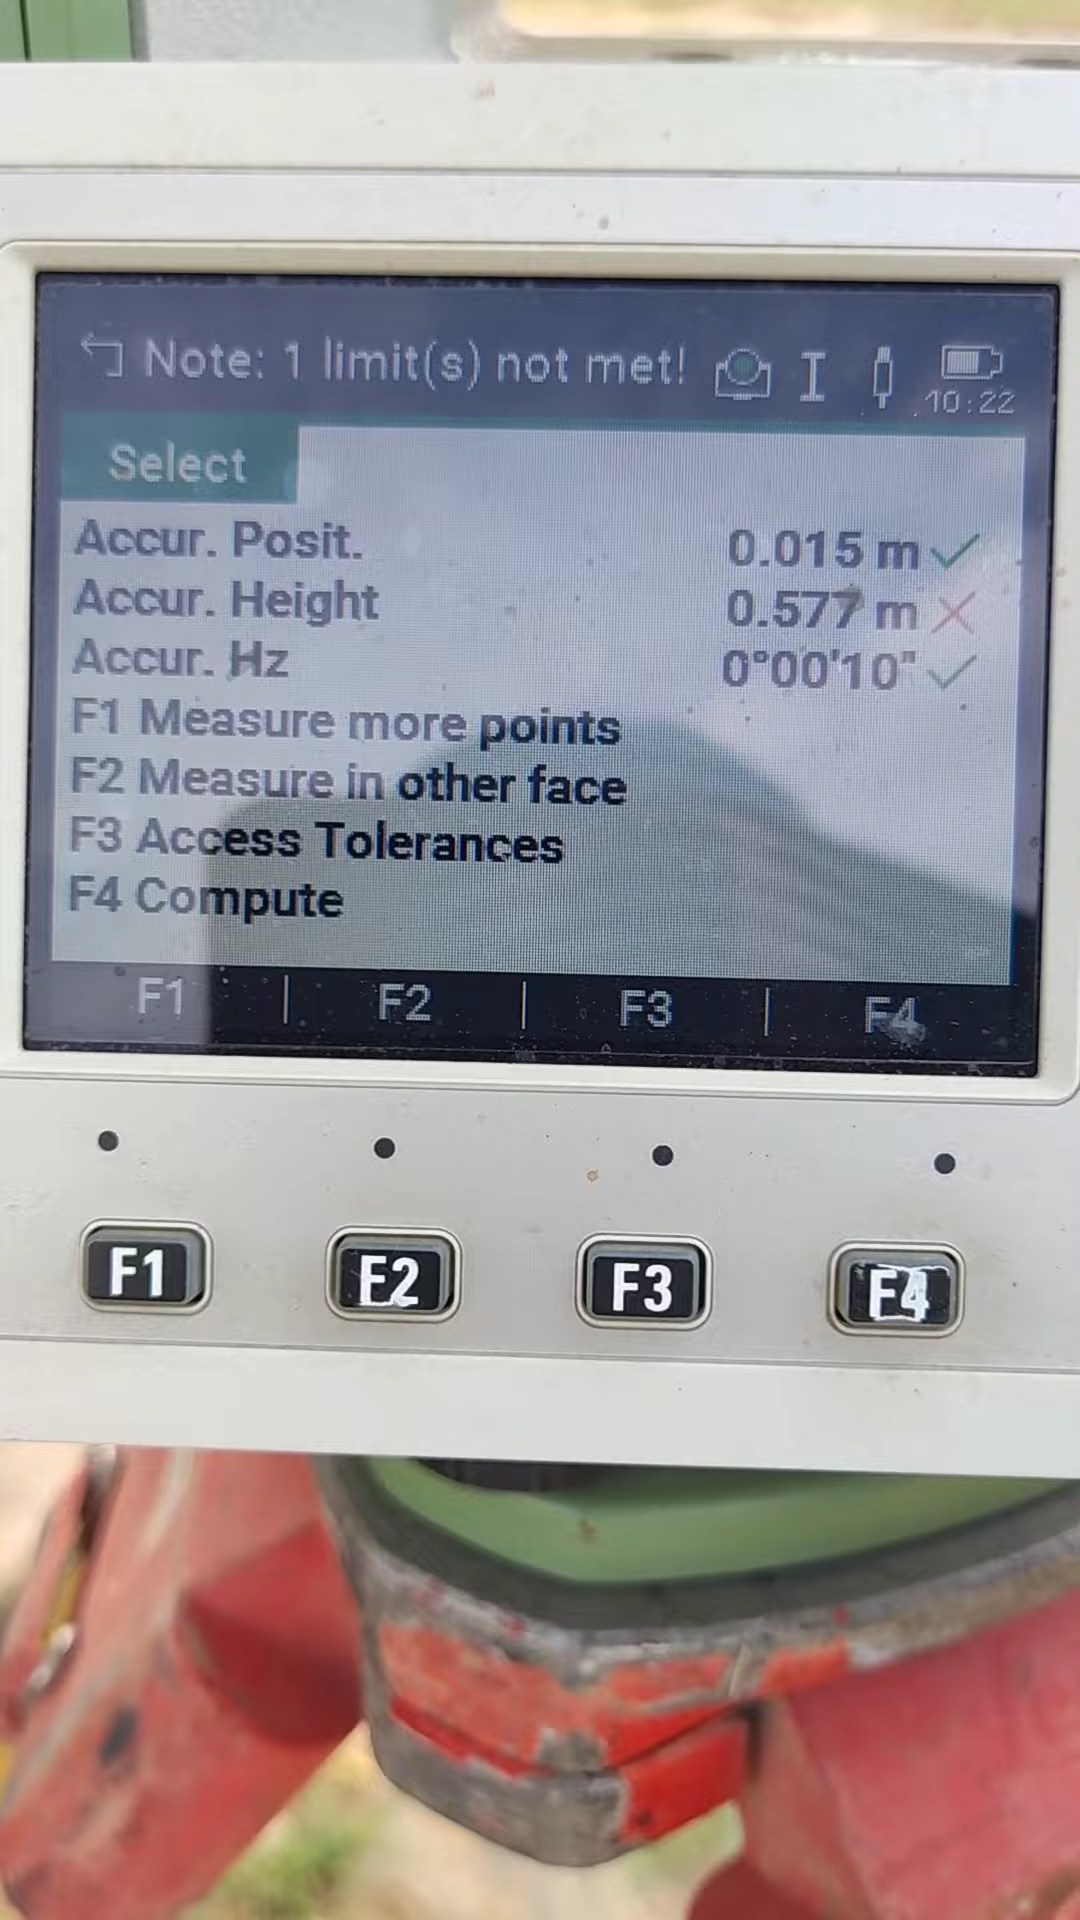 Note: 1 limit(s) not met!
10:22
Select
Accur. Posit. 0.015 m
Accur. Height 0.577 m
Accur. Hz 0°00'10"
F1 Measure more points
F2 Measure in other face
F3 Access Tolerances
F4 Compute
F1 | F2 | F3 | F4
F1 F2 F3 F4